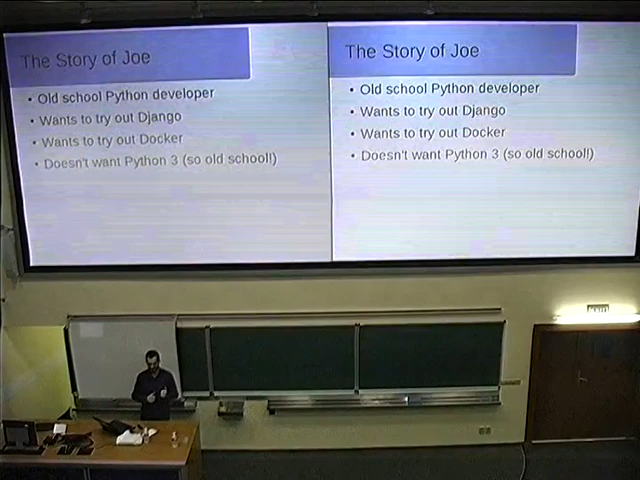 The Story of Joe
• Old school Python developer
• Wants to try out Django
• Wants to try out Docker
• Doesn't want Python 3 (so old school!)
The Story of Joe
• Old school Python developer
• Wants to try out Django
• Wants to try out Docker
• Doesn't want Python 3 (so old school!)